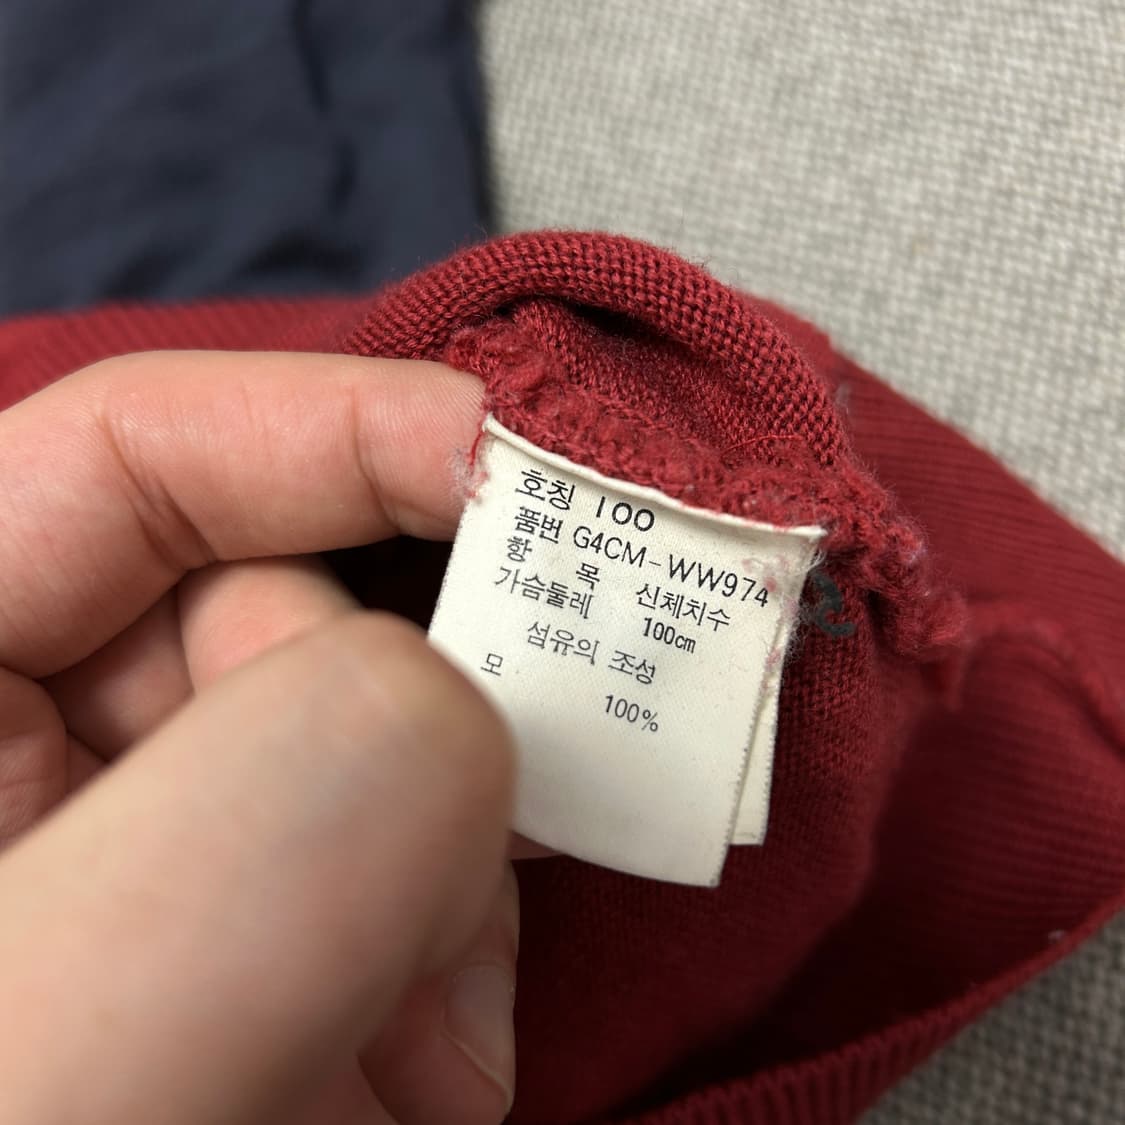 호칭 100
품번 G4CM-WW974
항 목 신체치수
가슴둘레 100cm
섬유의 조성
모 100%